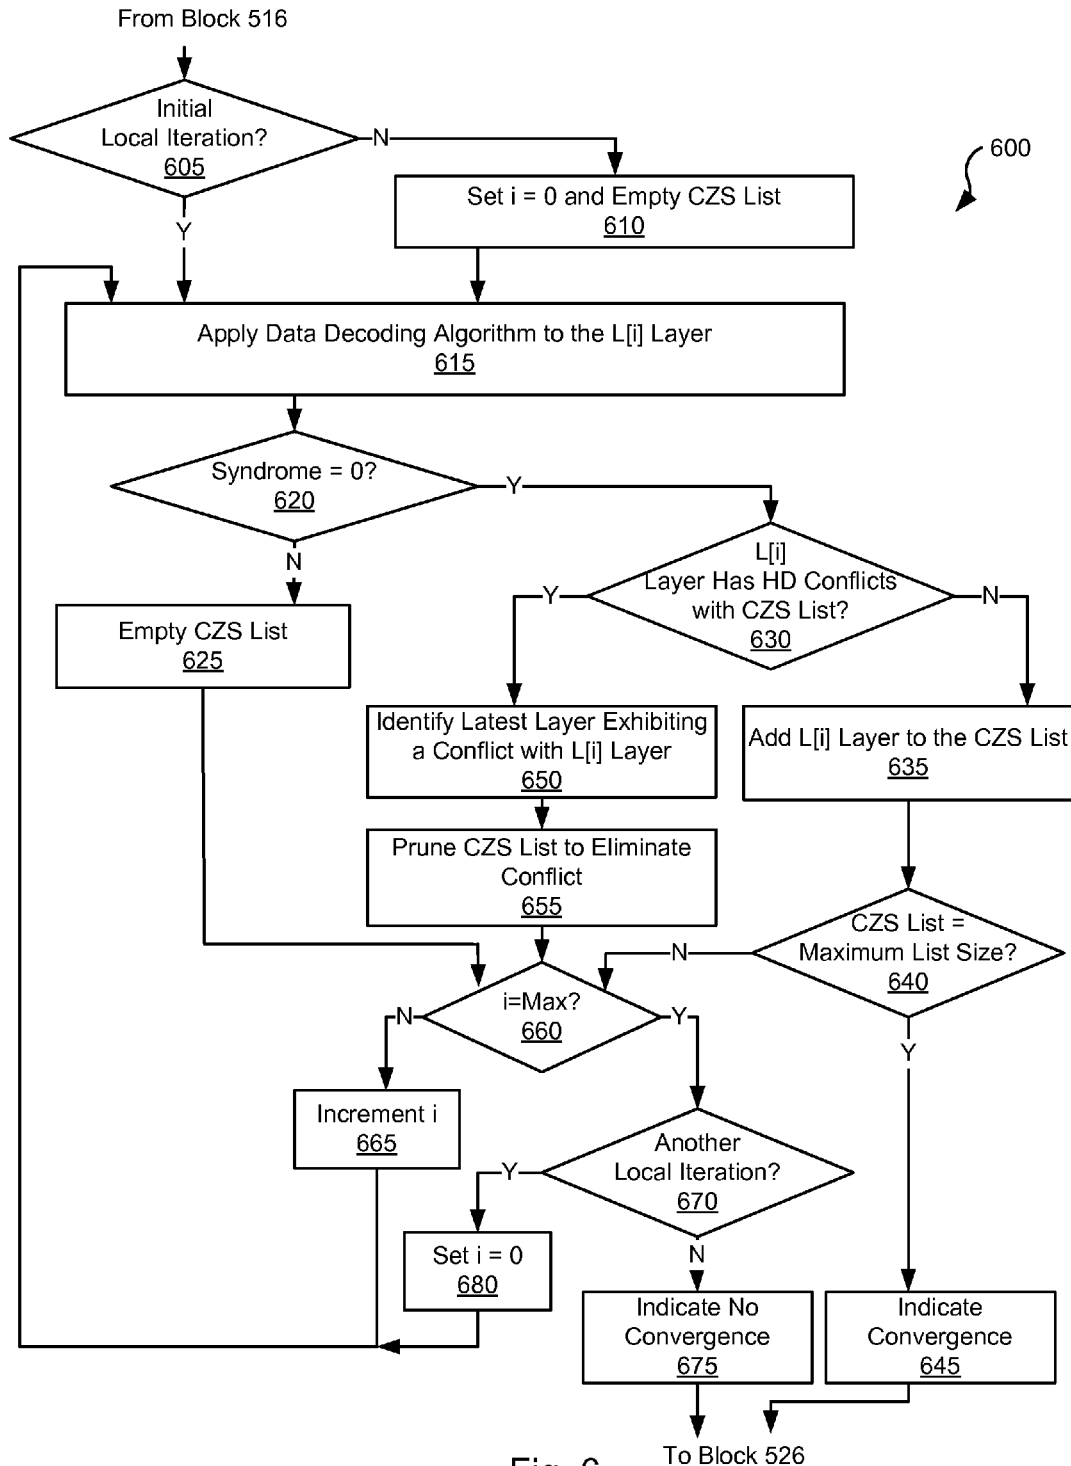 From Block 516
Initial
Local Iteration?
605
N
Y
600
Set i = 0 and Empty CZS List
610
Apply Data Decoding Algorithm to the L[i] Layer
615
Syndrome = 0?
620
Y
N
L[i]
Layer Has HD Conflicts
with CZS List?
630
Y
N
Empty CZS List
625
Identify Latest Layer Exhibiting
a Conflict with L[i] Layer
650
Add L[i] Layer to the CZS List
635
Prune CZS List to Eliminate
Conflict
655
CZS List =
Maximum List Size?
640
N
Y
i=Max?
660
N
Y
Increment i
665
Another
Local Iteration?
670
Y
N
Set i = 0
680
Indicate No
Convergence
675
Indicate
Convergence
645
To Block 526